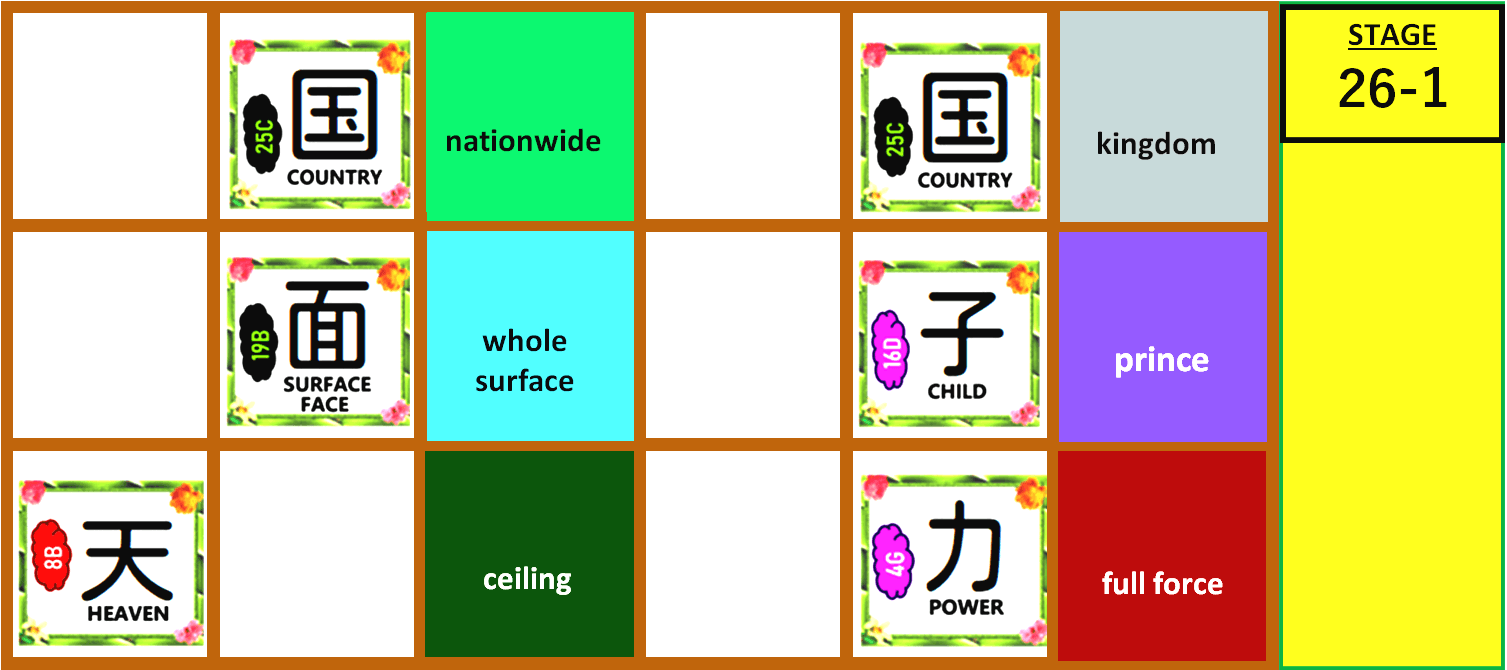 25C
国
COUNTRY
nationwide
25C
国
COUNTRY
kingdom
STAGE
26-1
19B
面
SURFACE
FACE
whole
surface
16D
子
CHILD
prince
8B
天
HEAVEN
ceiling
4G
力
POWER
full force